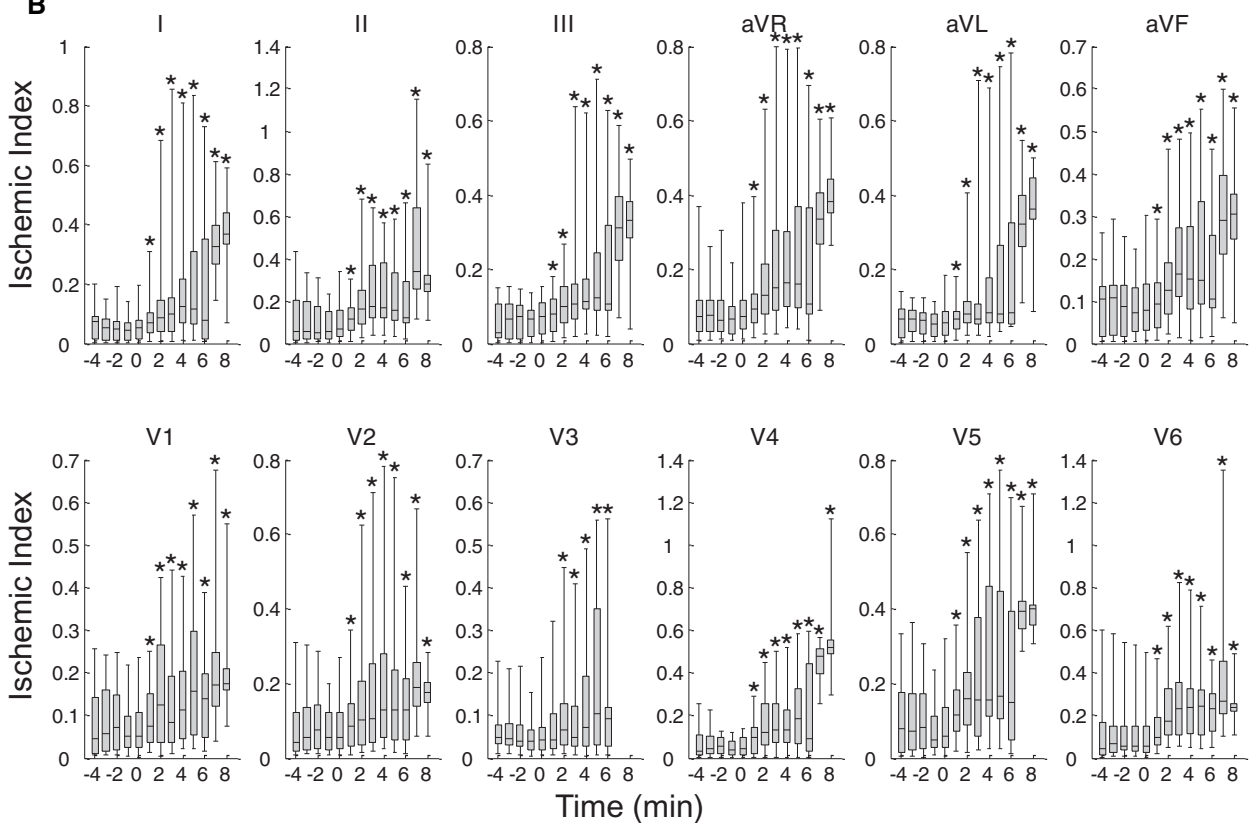 B
I II III aVR aVL aVF
Ischemic Index
1 0.8 0.6 0.4 0.2 0
1.4 1.2 1 0.8 0.6 0.4 0.2 0
0.8 0.6 0.4 0.2 0
0.8 0.6 0.4 0.2 0
0.8 0.6 0.4 0.2 0
0.7 0.6 0.5 0.4 0.3 0.2 0.1 0
-4 -2 0 2 4 6 8 -4 -2 0 2 4 6 8 -4 -2 0 2 4 6 8 -4 -2 0 2 4 6 8 -4 -2 0 2 4 6 8 -4 -2 0 2 4 6 8
V1 V2 V3 V4 V5 V6
Ischemic Index
0.7 0.6 0.5 0.4 0.3 0.2 0.1 0
0.8 0.6 0.4 0.2 0
0.7 0.6 0.5 0.4 0.3 0.2 0.1 0
1.4 1.2 1 0.8 0.6 0.4 0.2 0
0.8 0.6 0.4 0.2 0
1.4 1.2 1 0.8 0.6 0.4 0.2 0
-4 -2 0 2 4 6 8 -4 -2 0 2 4 6 8 -4 -2 0 2 4 6 8 -4 -2 0 2 4 6 8 -4 -2 0 2 4 6 8 -4 -2 0 2 4 6 8
Time (min)